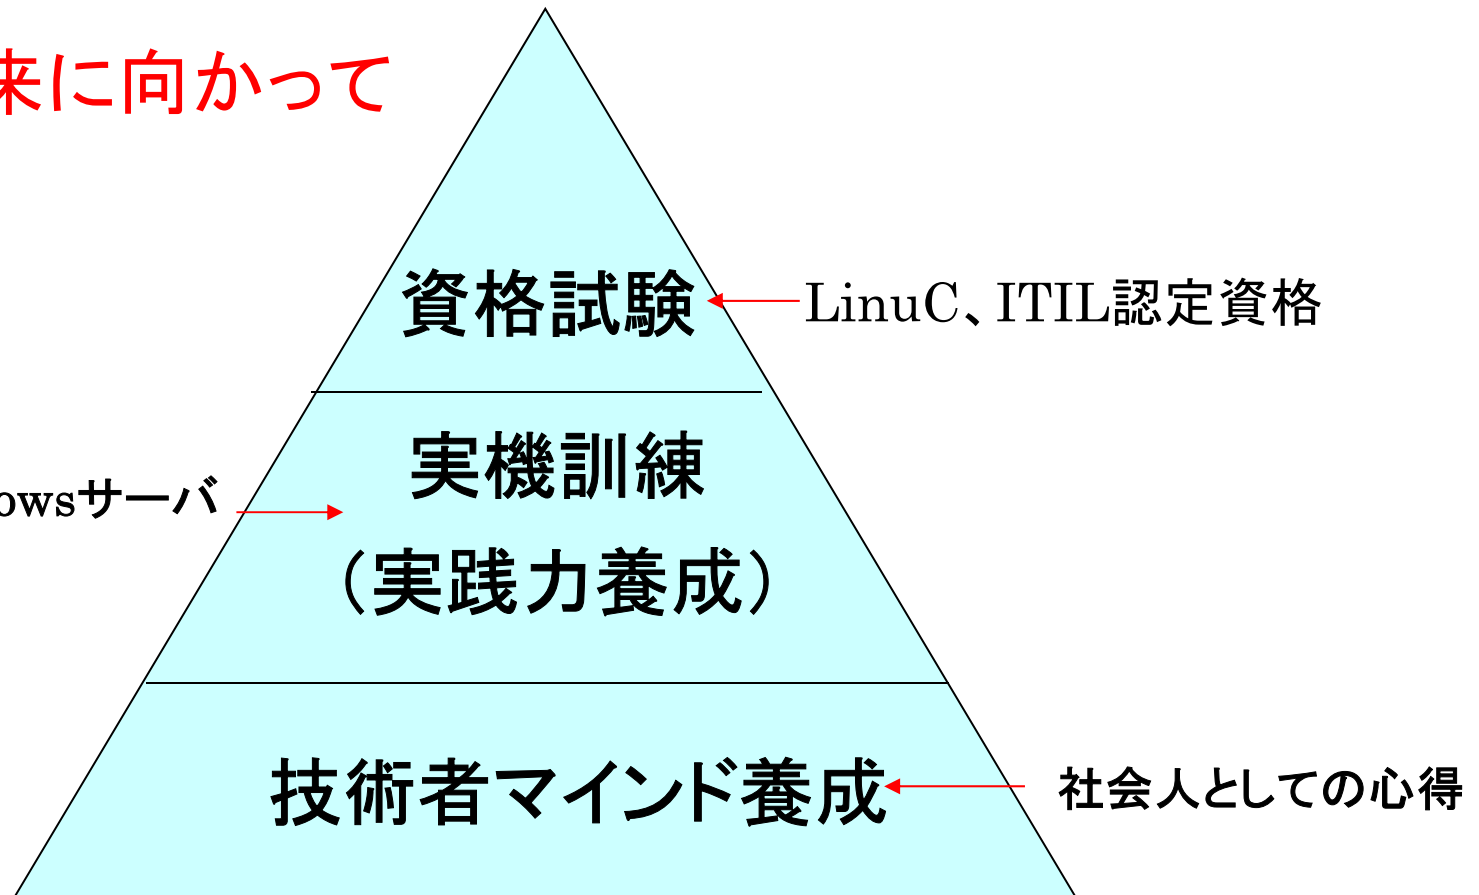 来に向かって
資格試験
LinuC、ITIL認定資格
実機訓練
owsサーバ
（実践力養成）
技術者マインド養成
社会人としての心得